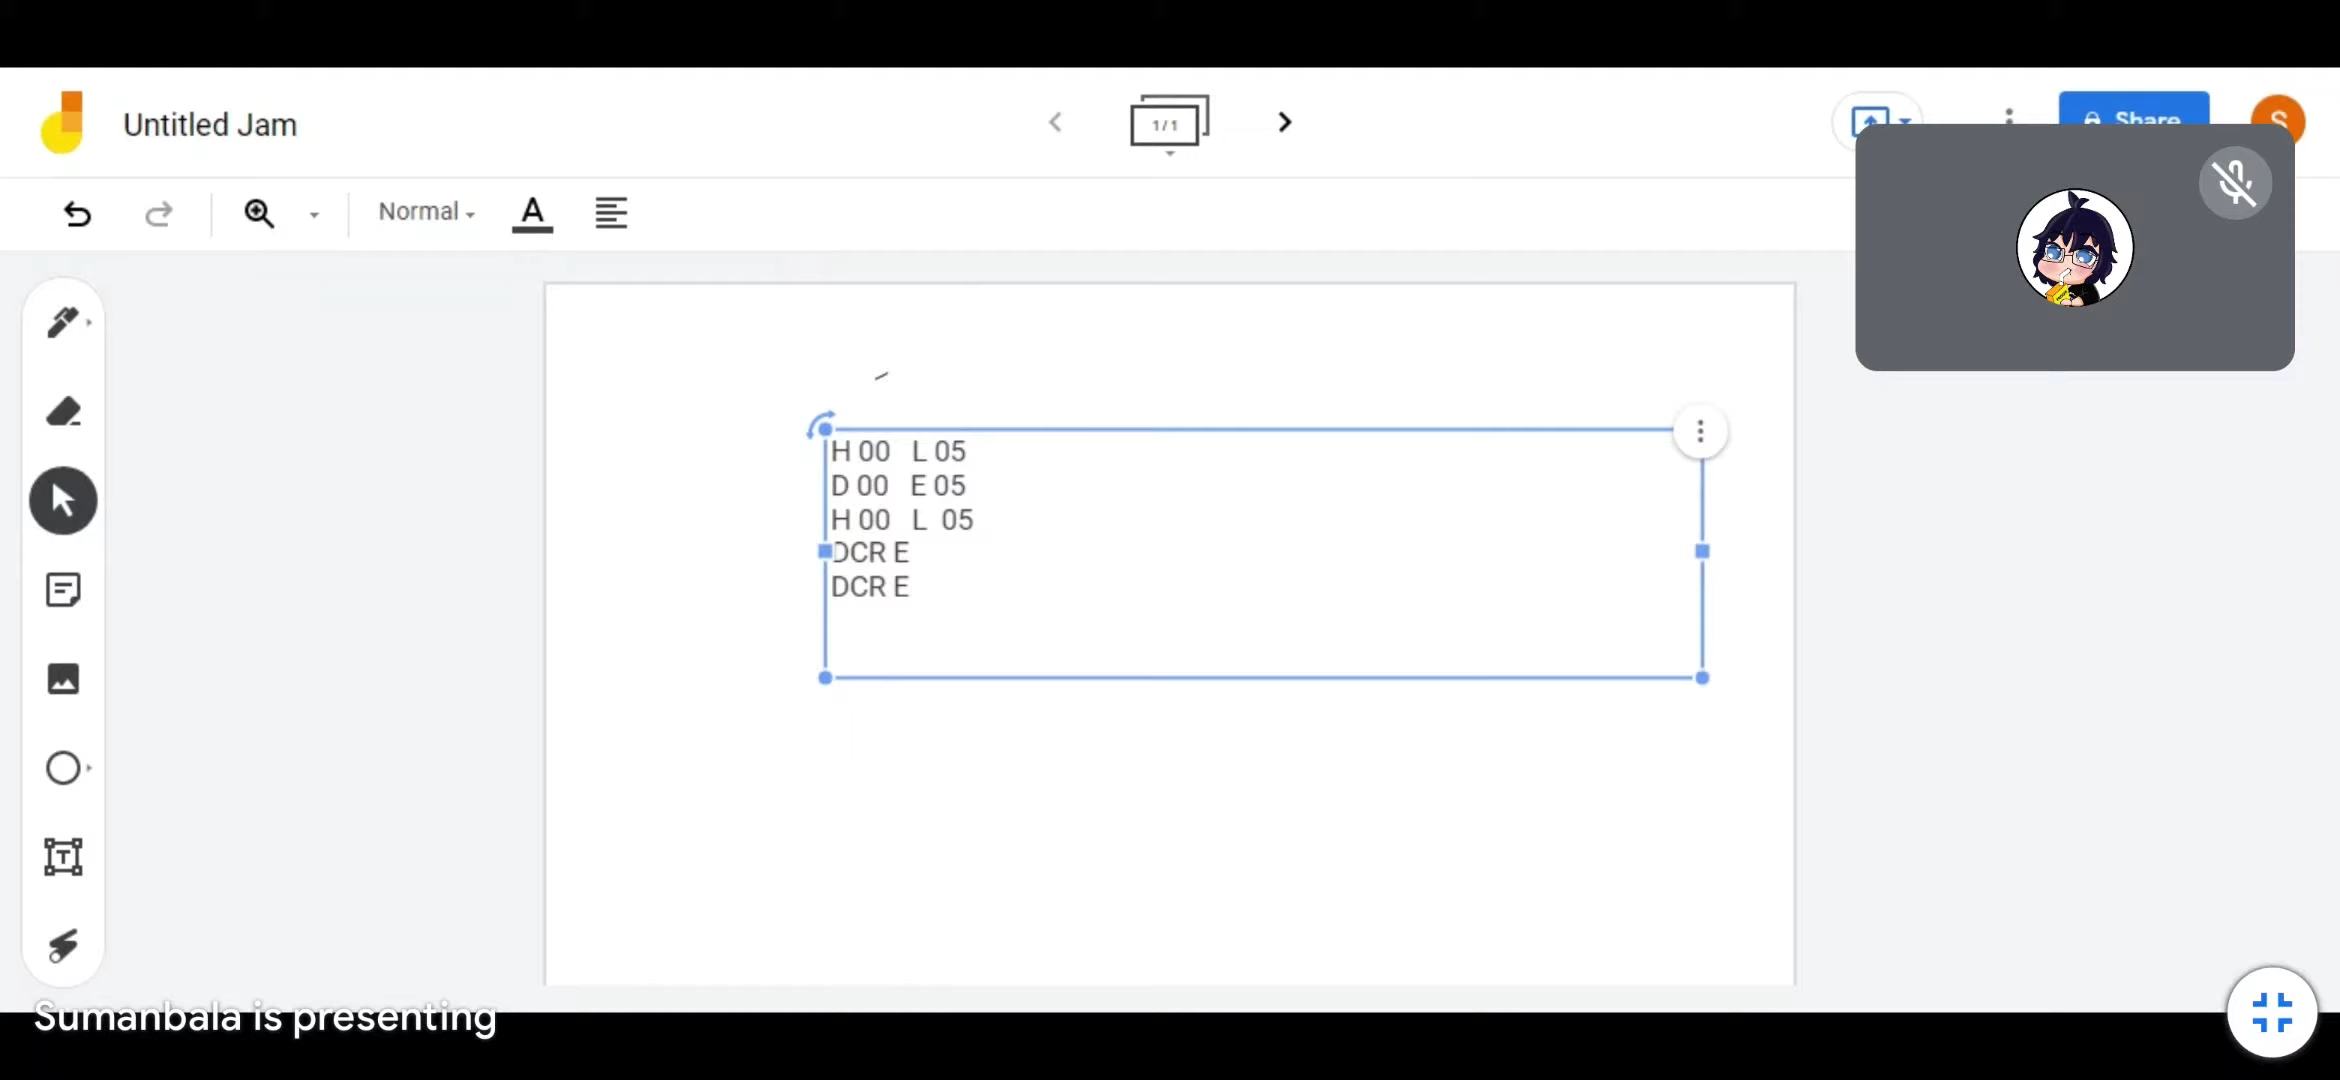 Untitled Jam
1/1
Share
S
Normal
A
H 00 L 05
D 00 E 05
H 00 L 05
DCR E
DCR E
Sumanbala is presenting